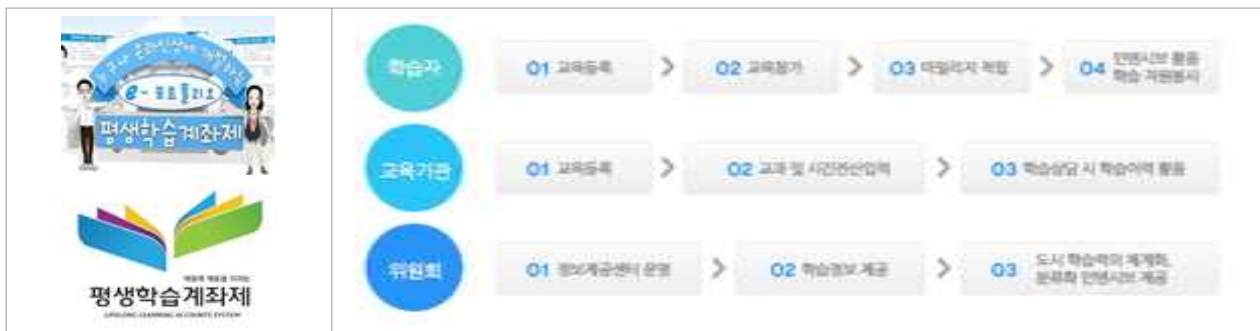 e-포트폴리오
평생학습계좌제
평생학습계좌제
LIFELONG LEARNING ACCOUNTS SYSTEM
학습자
01 교육등록
02 교육참가
03 마일리지 적립
04 인센티브 활용
학습 자원봉사
교육기관
01 교육등록
02 교과 및 시간전산입력
03 학습상담 시 학습이력 활용
위원회
01 정보제공센터 운영
02 학습정보 제공
03 도시 학습력의 체계화,
인센티브 제공